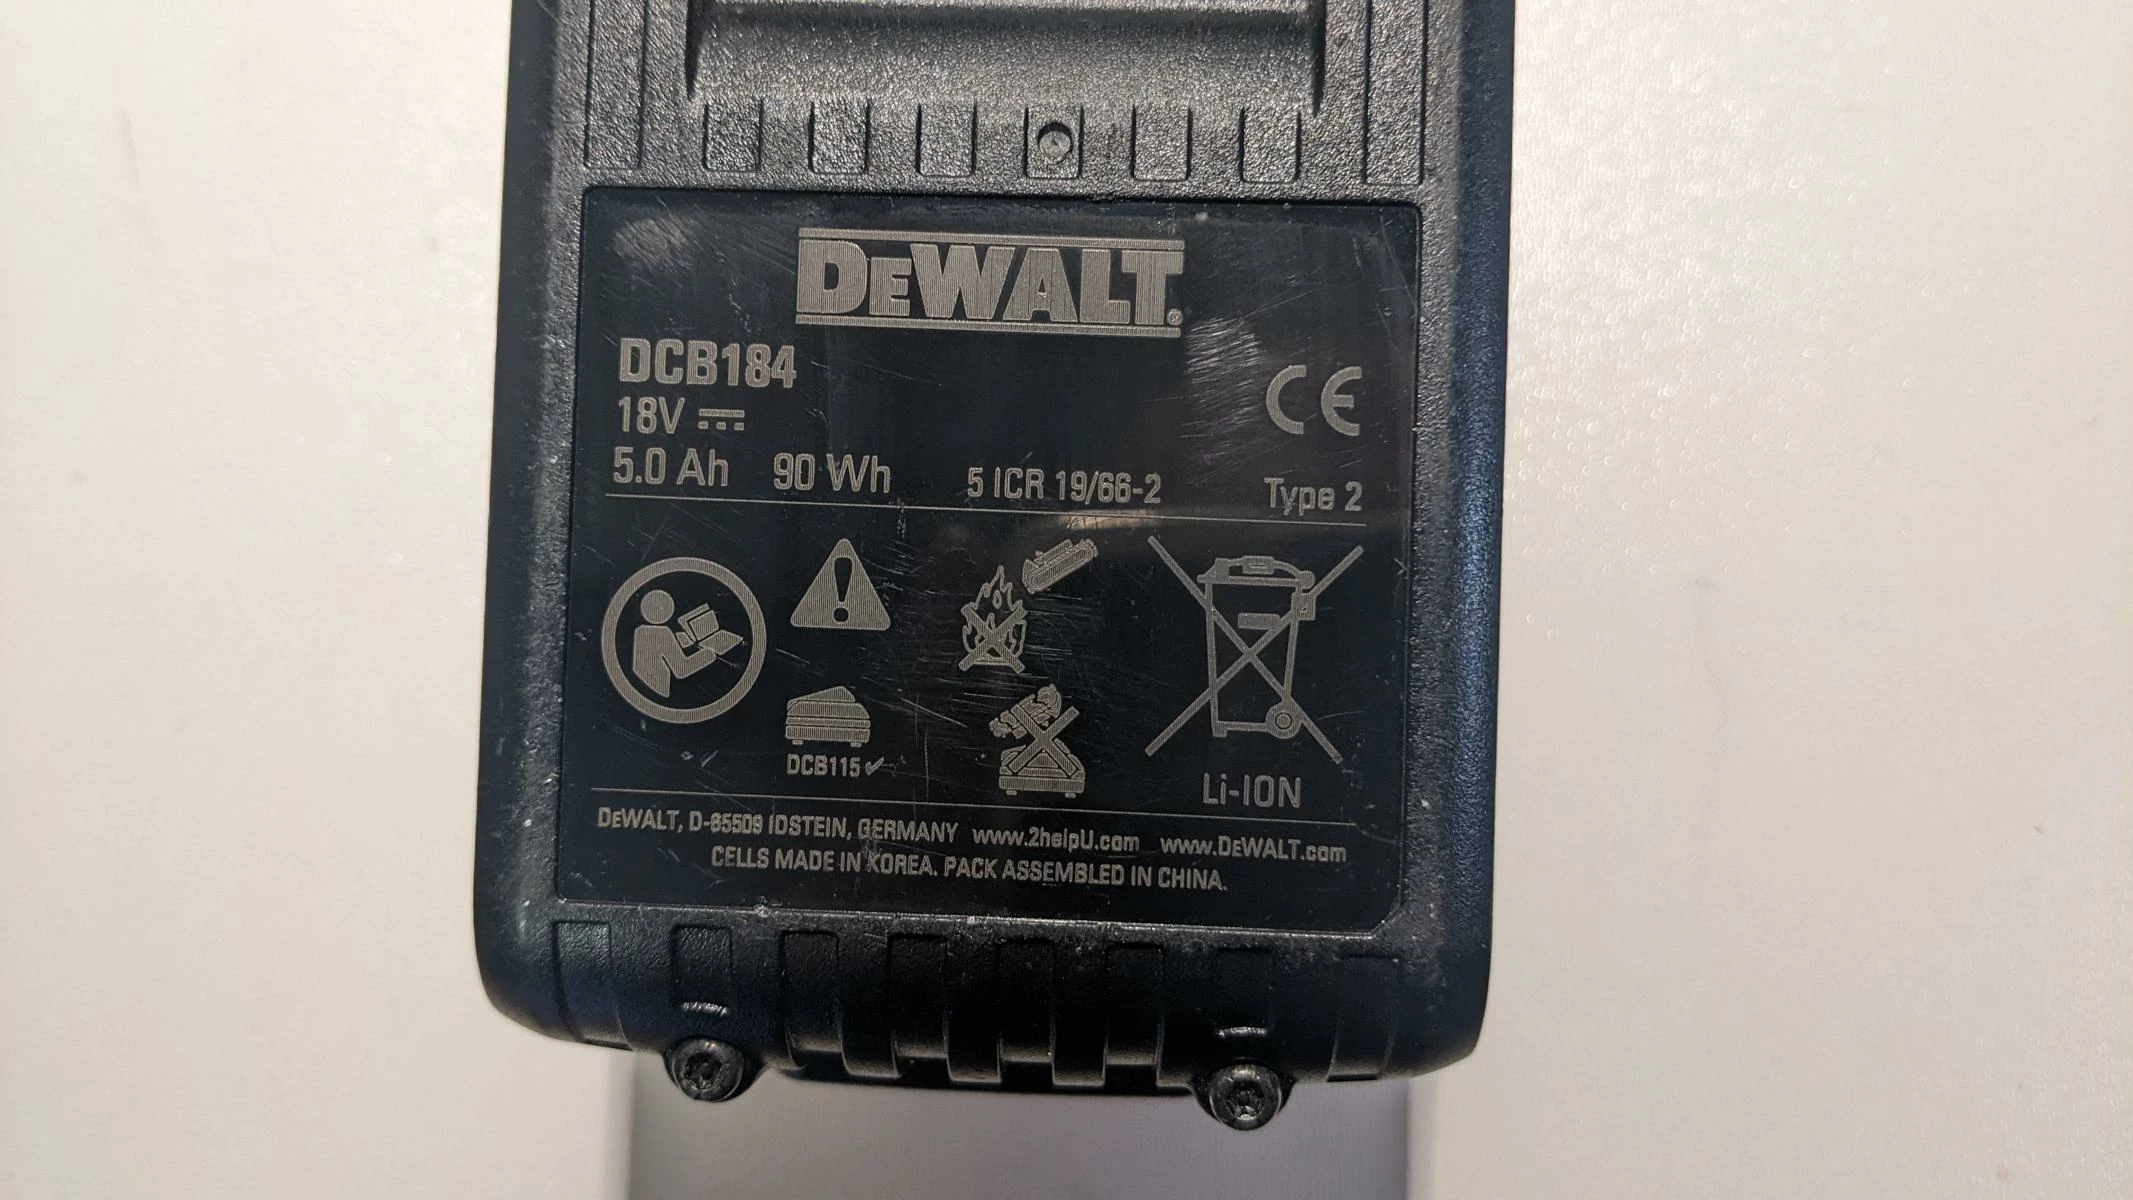 DEWALT®
DCB184
18V ⎓
5.0 Ah 90 Wh 5 ICR 19/66-2 Type 2
CE
DCB115 ✓
Li-ION
DEWALT, D-65509 IDSTEIN, GERMANY www.2helpU.com www.DEWALT.com
CELLS MADE IN KOREA. PACK ASSEMBLED IN CHINA.